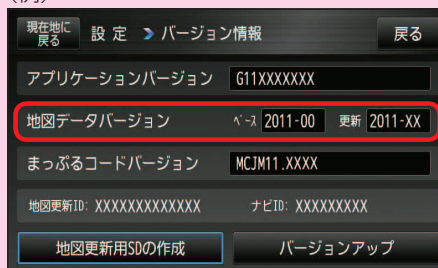 現在地に
戻る
設 定 > バージョン情報
戻る
アプリケーションバージョン G11XXXXXXX
地図データバージョン ベース 2011-00 更新 2011-XX
まっぷるコードバージョン MCJM11.XXXX
地図更新ID: XXXXXXXXXXXXX ナビID: XXXXXXXXX
地図更新用SDの作成 バージョンアップ